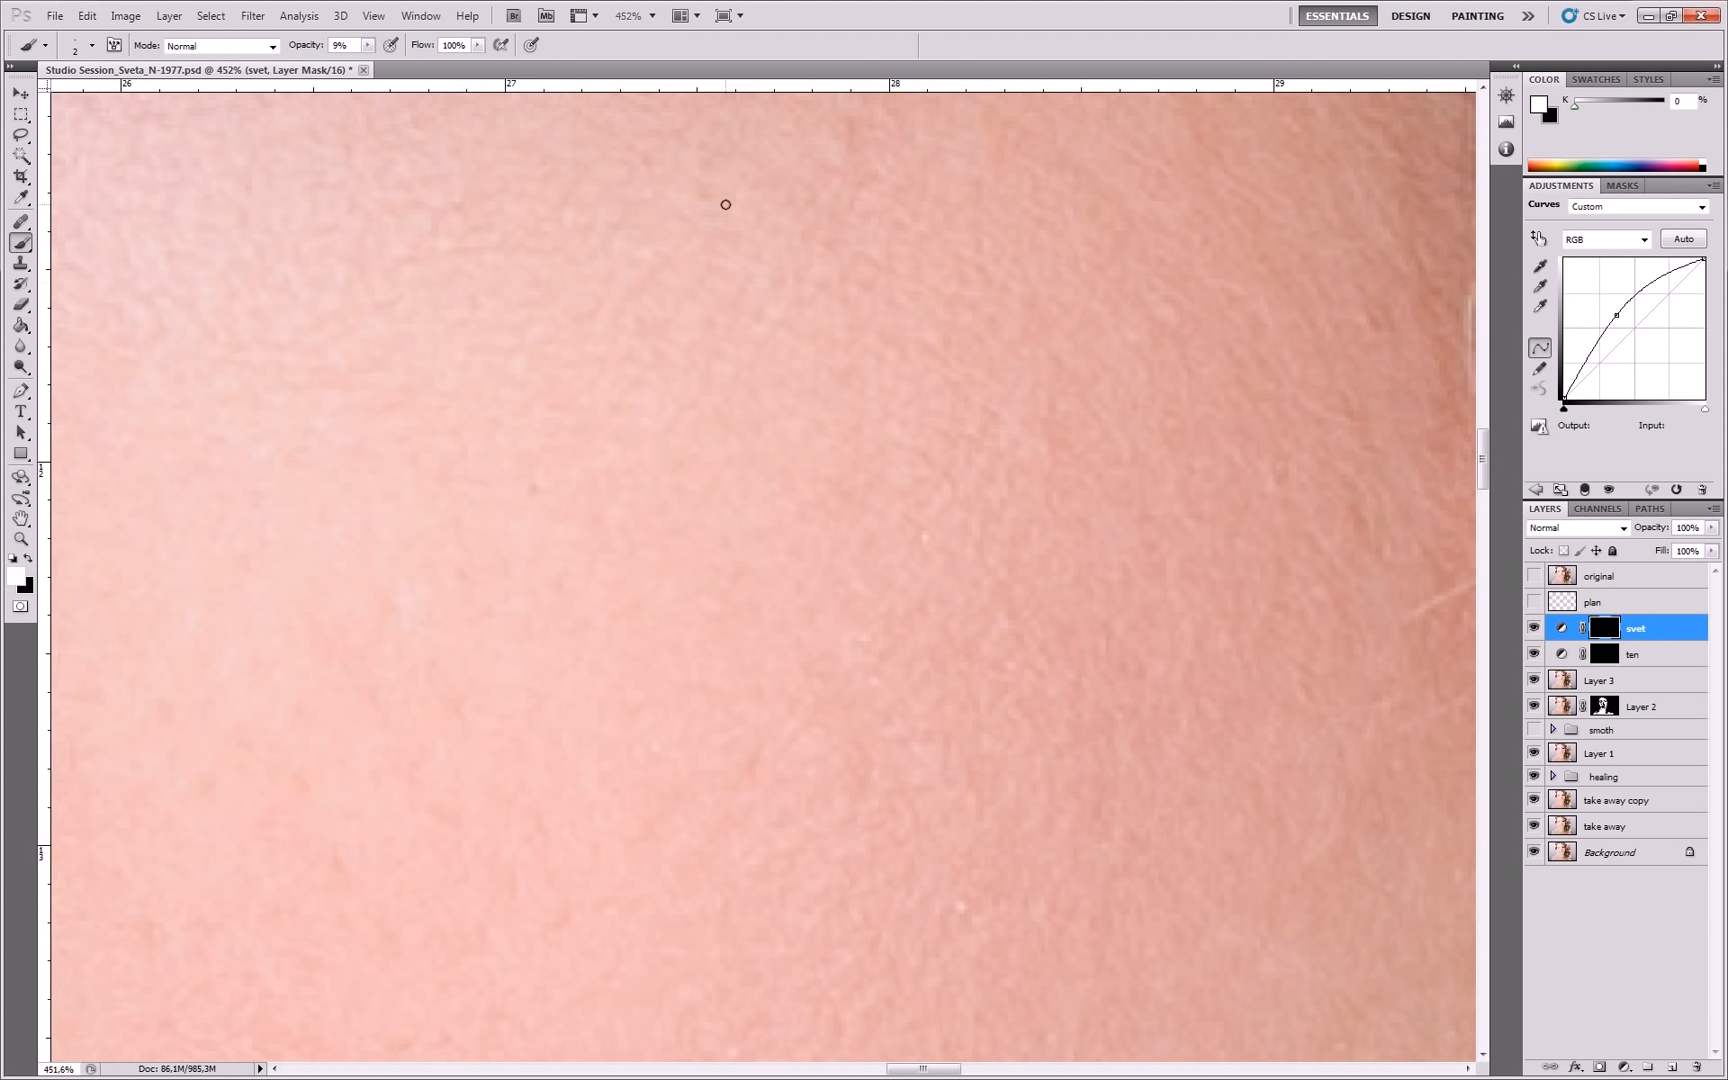 Ps File Edit Image Layer Select Filter Analysis 3D View Window Help Br Mb 452% ESSENTIALS DESIGN PAINTING CS Live
2 Mode: Normal Opacity: 9% Flow: 100%
Studio Session_Sveta_N-1977.psd @ 452% (svet, Layer Mask/16) *
26 27 28 29
COLOR SWATCHES STYLES
K 0 %
ADJUSTMENTS MASKS
Curves Custom
RGB Auto
Output: Input:
LAYERS CHANNELS PATHS
Normal Opacity: 100%
Lock: Fill: 100%
original
plan
svet
ten
Layer 3
Layer 2
smoth
Layer 1
healing
take away copy
take away
Background
12
13
451,6% Doc: 86,1M/985,3M